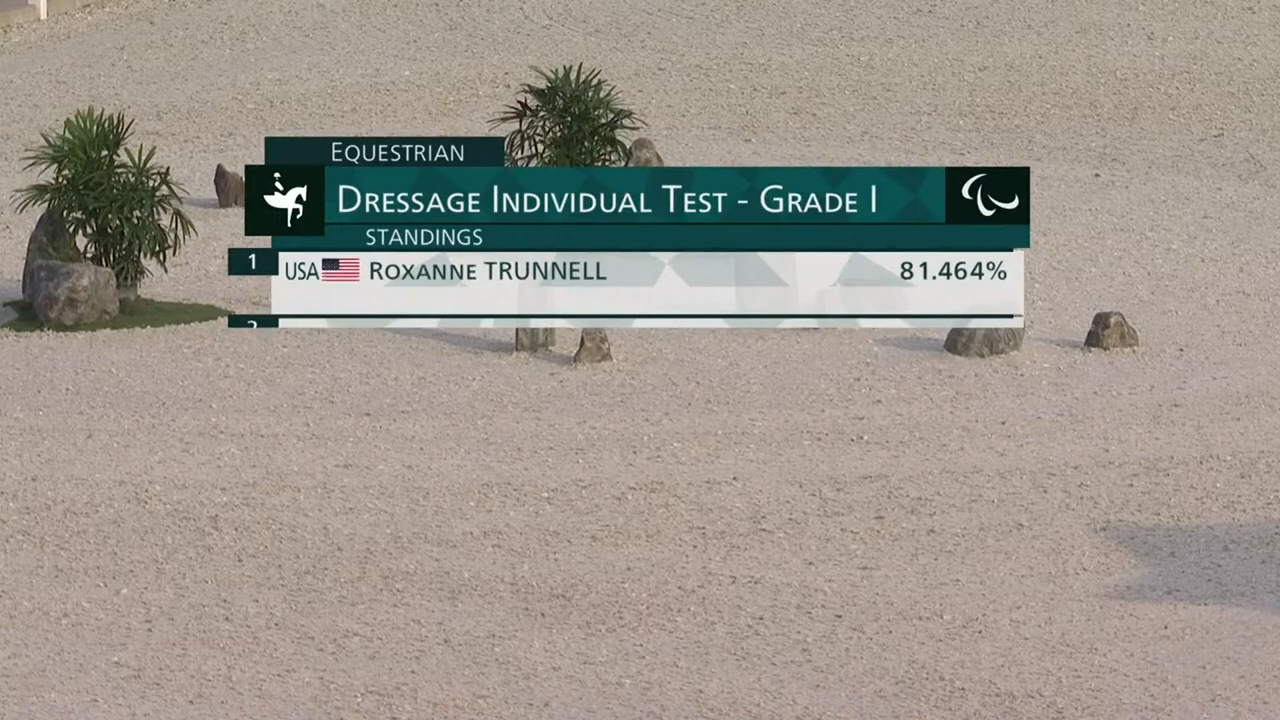 EQUESTRIAN
DRESSAGE INDIVIDUAL TEST - GRADE I
STANDINGS
1 USA ROXANNE TRUNNELL 81.464%